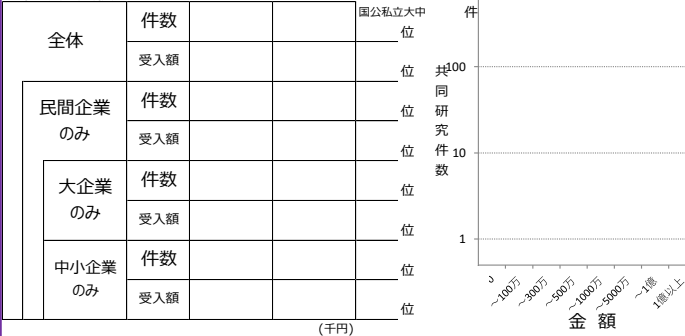 国公私立大中
全体
件数
位
受入額
位
民間企業
のみ
件数
位
受入額
位
大企業
のみ
件数
位
受入額
位
中小企業
のみ
件数
位
受入額
位
(千円)
件
共同研究件数
100
10
1
0
～100万
～300万
～500万
～1000万
～5000万
～1億
1億以上
金 額